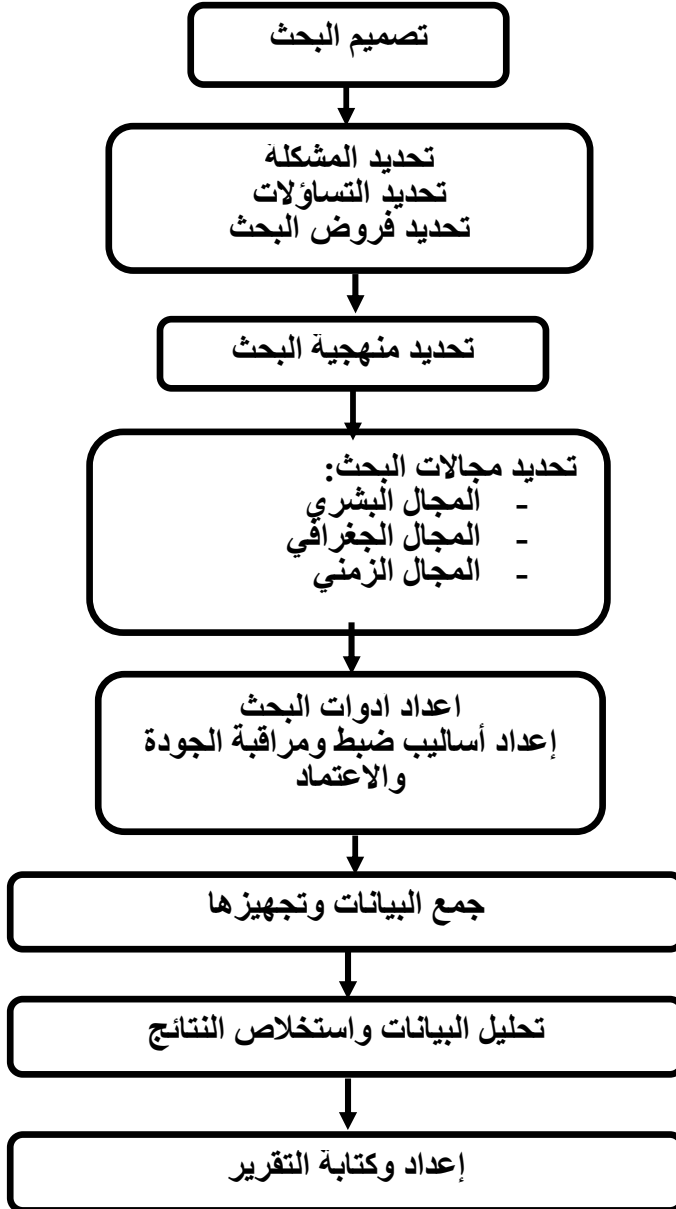 تصميم البحث
تحديد المشكلة
تحديد التساؤلات
تحديد فروض البحث
تحديد منهجية البحث
تحديد مجالات البحث:
- المجال البشري
- المجال الجغرافي
- المجال الزمني
اعداد ادوات البحث
إعداد أساليب ضبط ومراقبة الجودة
والاعتماد
جمع البيانات وتجهيزها
تحليل البيانات واستخلاص النتائج
إعداد وكتابة التقرير